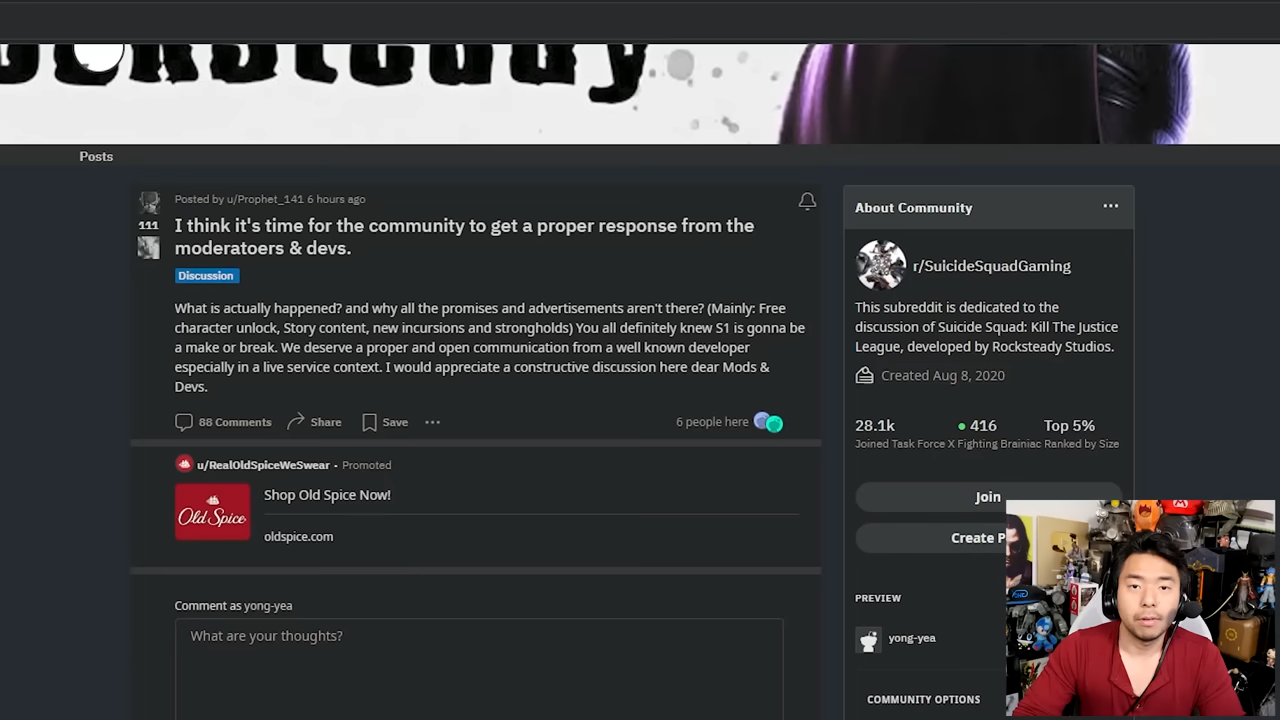 Posts
Posted by u/Prophet_141 6 hours ago
111
I think it's time for the community to get a proper response from the
moderatoers & devs.
Discussion
What is actually happened? and why all the promises and advertisements aren't there? (Mainly: Free
character unlock, Story content, new incursions and strongholds) You all definitely knew S1 is gonna be
a make or break. We deserve a proper and open communication from a well known developer
especially in a live service context. I would appreciate a constructive discussion here dear Mods &
Devs.
88 Comments Share Save
6 people here
u/RealOldSpiceWeSwear • Promoted
Old Spice
Shop Old Spice Now!
oldspice.com
Comment as yong-yea
What are your thoughts?
About Community
r/SuicideSquadGaming
This subreddit is dedicated to the
discussion of Suicide Squad: Kill The Justice
League, developed by Rocksteady Studios.
Created Aug 8, 2020
28.1k 416 Top 5%
Joined Task Force X Fighting Brainiac Ranked by Size
Join
Create P
PREVIEW
yong-yea
COMMUNITY OPTIONS